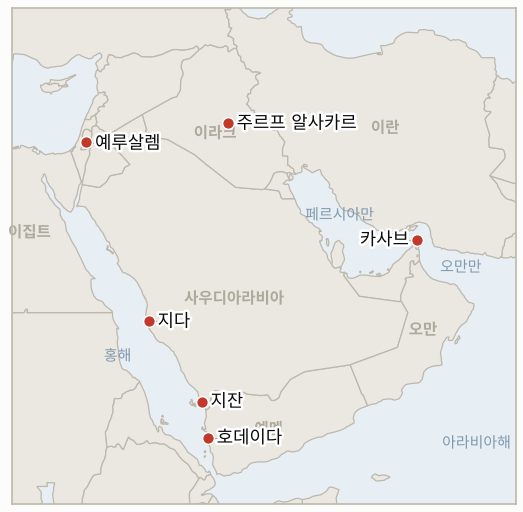 주르프 알사카르
이라크
이란
예루살렘
페르시아만
이집트
카사브
오만만
사우디아라비아
지다
오만
홍해
지잔
예멘
호데이다
아라비아해